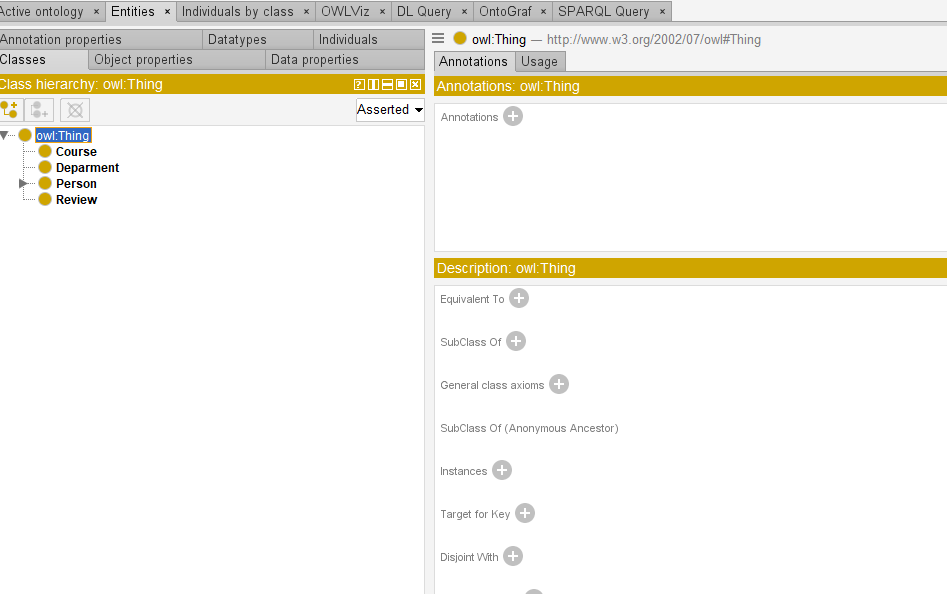 Active ontology × Entities × Individuals by class × OWLViz × DL Query × OntoGraf × SPARQL Query ×
Annotation properties Datatypes Individuals
Classes Object properties Data properties
Class hierarchy: owl:Thing
Asserted
owl:Thing
Course
Deparment
Person
Review
owl:Thing — http://www.w3.org/2002/07/owl#Thing
Annotations Usage
Annotations: owl:Thing
Annotations
Description: owl:Thing
Equivalent To
SubClass Of
General class axioms
SubClass Of (Anonymous Ancestor)
Instances
Target for Key
Disjoint With